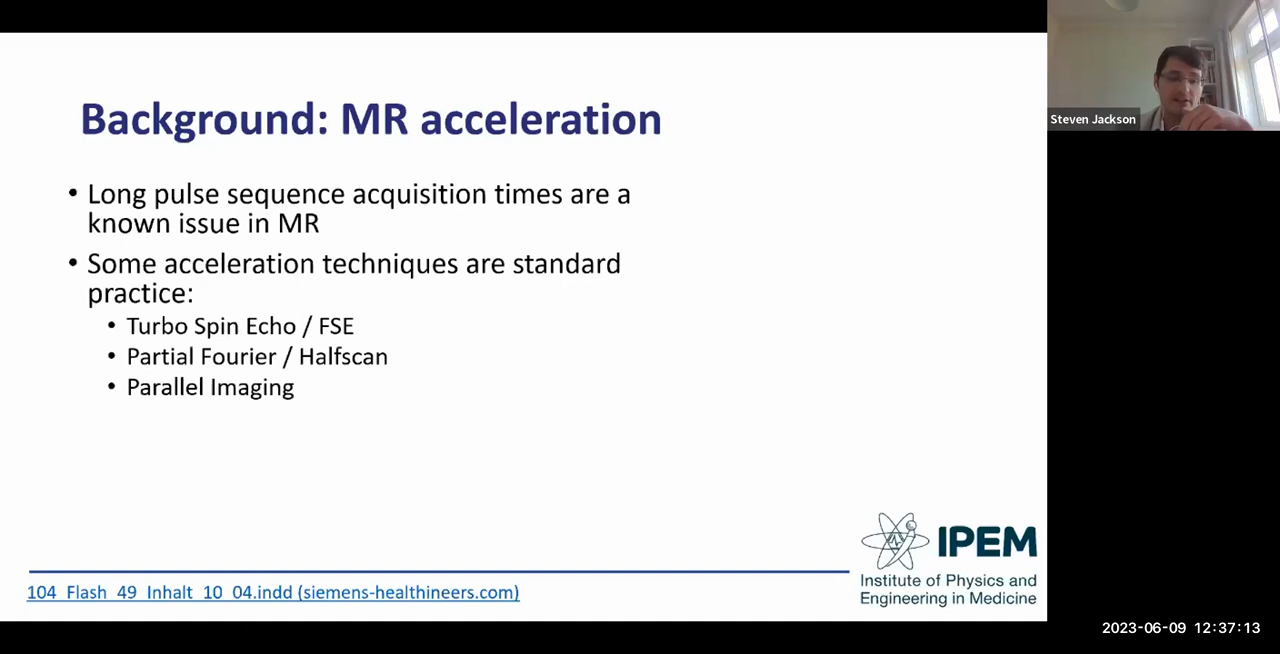 Background: MR acceleration
• Long pulse sequence acquisition times are a
known issue in MR
• Some acceleration techniques are standard
practice:
• Turbo Spin Echo / FSE
• Partial Fourier / Halfscan
• Parallel Imaging
104_Flash_49_Inhalt_10_04.indd (siemens-healthineers.com)
IPEM
Institute of Physics and
Engineering in Medicine
Steven Jackson
2023-06-09 12:37:13